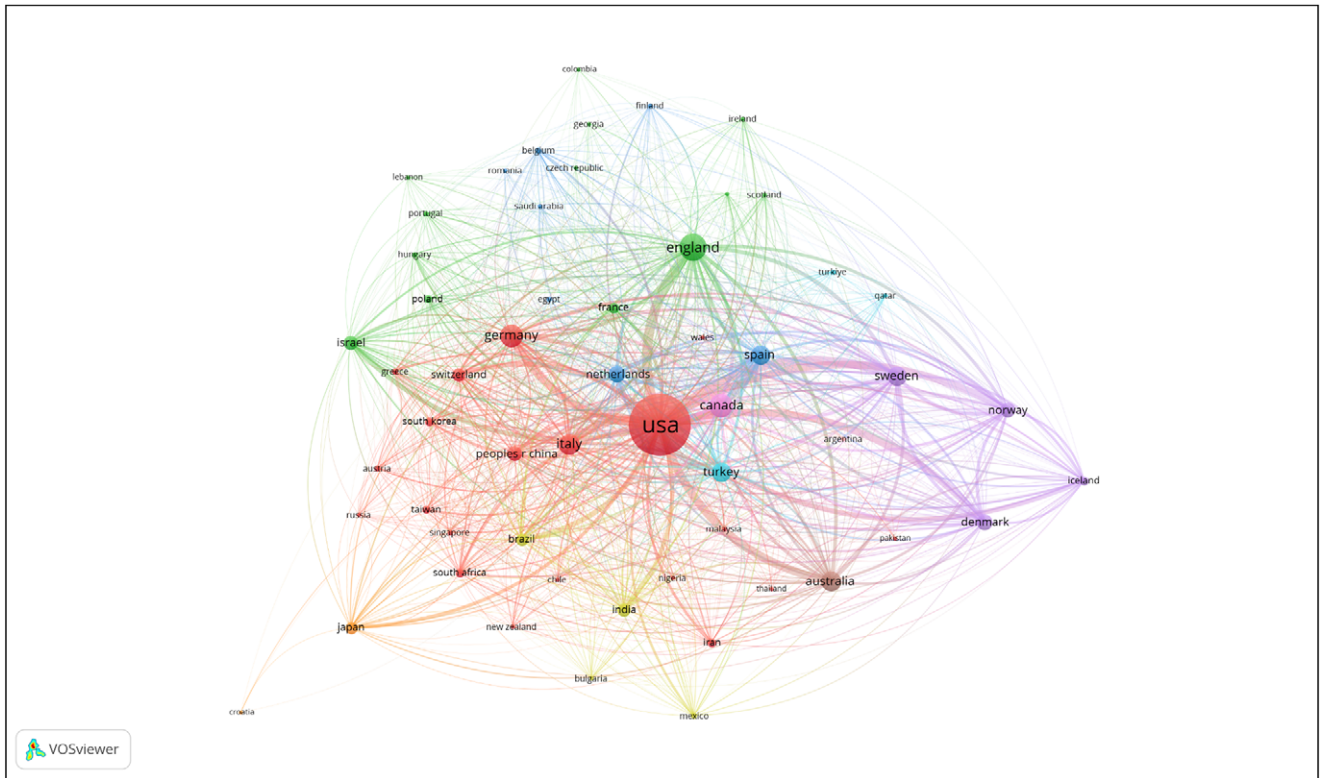 colombia
finland
georgia
ireland
belgium
czech republic
romania
lebanon
scotland
saudi arabia
portugal
england
hungary
turkiye
qatar
poland
egypt
france
germany
wales
israel
spain
greece
switzerland
netherlands
sweden
canada
norway
south korea
usa
argentina
italy
peoples r china
austria
turkey
iceland
taiwan
russia
denmark
singapore
malaysia
brazil
pakistan
south africa
chile
nigeria
australia
thailand
india
japan
new zealand
iran
bulgaria
croatia
mexico
VOSviewer